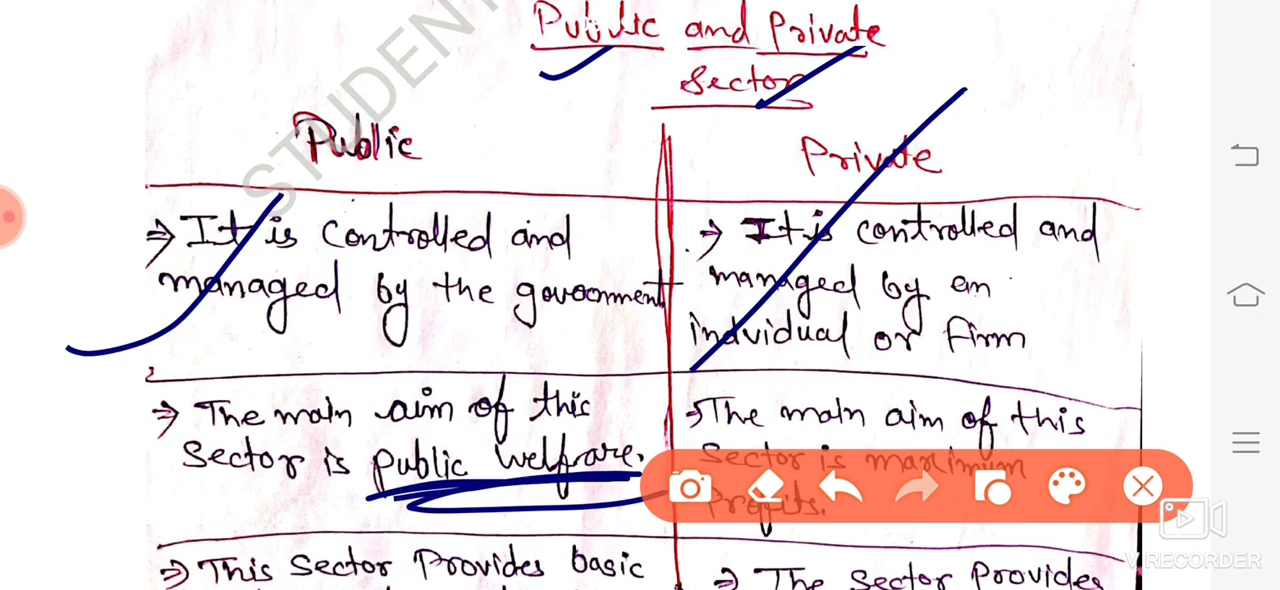 Public and Private
Sector
STUDENT
Public
Private
⇒ It is controlled and
managed by the government
→ It is controlled and
managed by an
individual or firm
⇒ The main aim of this
Sector is public welfare.
→ The main aim of this
Sector is maximum
Profits.
⇒ This Sector Provides basic
⇒ The Sector Provides
V RECORDER